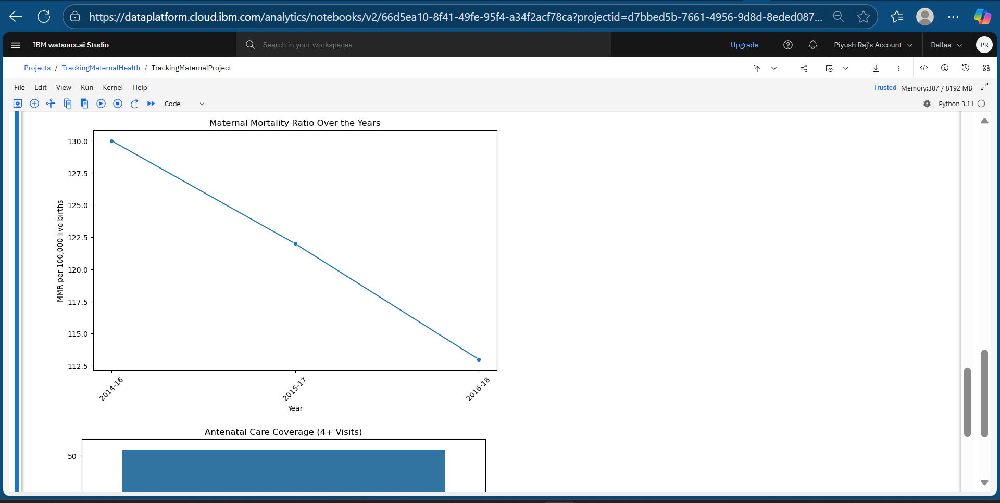 https://dataplatform.cloud.ibm.com/analytics/notebooks/v2/66d5ea10-8f41-49fe-95f4-a34f2acf78ca?projectid=d7bbed5b-7661-4956-9d8d-8eded087...
IBM watsonx.ai Studio
Search in your workspaces
Upgrade
Piyush Raj's Account
Dallas
PR
Projects / TrackingMaternalHealth / TrackingMaternalProject
File Edit View Run Kernel Help
Trusted Memory:387 / 8192 MB
Code
Python 3.11
Maternal Mortality Ratio Over the Years
MMR per 100,000 live births
130.0
127.5
125.0
122.5
120.0
117.5
115.0
112.5
2014-16
2015-17
2016-18
Year
Antenatal Care Coverage (4+ Visits)
50